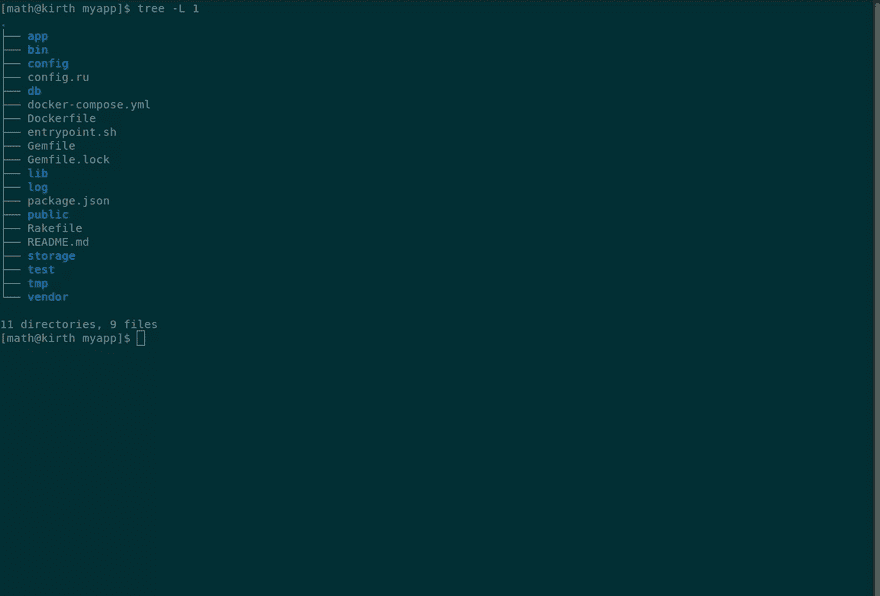 [math@kirth myapp]$ tree -L 1
.
├── app
├── bin
├── config
├── config.ru
├── db
├── docker-compose.yml
├── Dockerfile
├── entrypoint.sh
├── Gemfile
├── Gemfile.lock
├── lib
├── log
├── package.json
├── public
├── Rakefile
├── README.md
├── storage
├── test
├── tmp
└── vendor
11 directories, 9 files
[math@kirth myapp]$